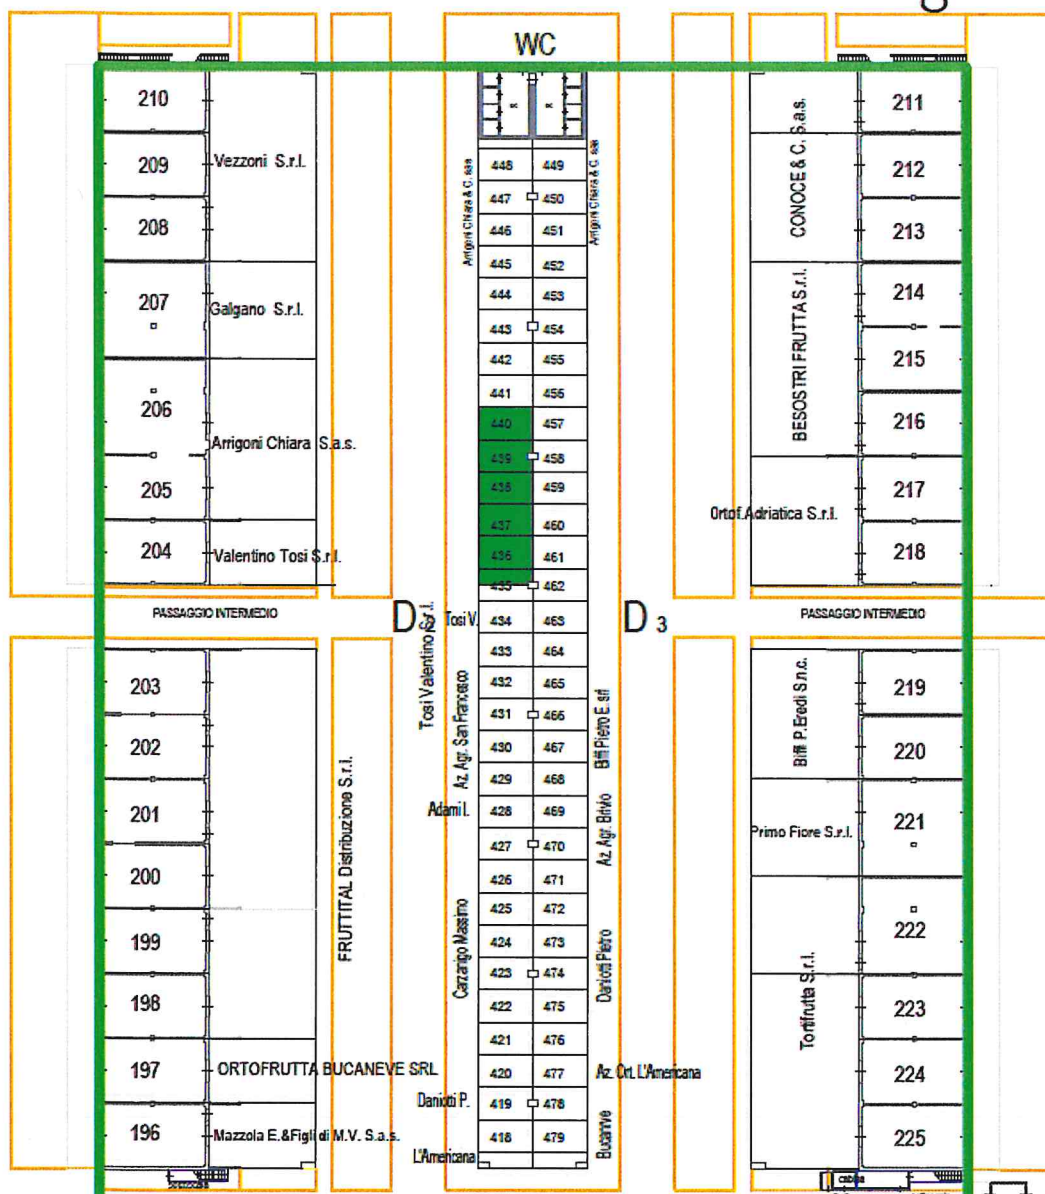 WC
210
209
208
207
206
205
204
Vezzoni S.r.l.
Galgano S.r.l.
Arrigoni Chiara S.a.s.
Valentino Tosi S.r.l.
PASSAGGIO INTERMEDIO
203
202
201
200
199
198
197
196
FRUTTITAL Distribuzione S.r.l.
ORTOFRUTTA BUCANEVE SRL
Mazzola E.&Figli di M.V. S.a.s.
Arrigoni Chiara & C. sas
Arrigoni Chiara & C. sas
448 449
447 450
446 451
445 452
444 453
443 454
442 455
441 456
440 457
439 458
438 459
437 460
436 461
435 462
434 463
433 464
432 465
431 466
430 467
429 468
428 469
427 470
426 471
425 472
424 473
423 474
422 475
421 476
420 477
419 478
418 479
Tosi Valentino S.r.l.
Tosi V.
Az. Agr. San Francesco
Adami I.
Carzanigo Massimo
Daniotti P.
L'Americana
D 3
Biffi Pietro E. srl
Az. Agr. Brivio
Daniotti Pietro
Az. Ort. L'Americana
Bucaneve
CONOCE & C. S.a.s.
BESOSTRI FRUTTA S.r.l.
Ortof.Adriatica S.r.l.
211
212
213
214
215
216
217
218
PASSAGGIO INTERMEDIO
Biffi P.Eredi S.n.c.
Primo Fiore S.r.l.
Tortifrutta S.r.l.
219
220
221
222
223
224
225
cabina